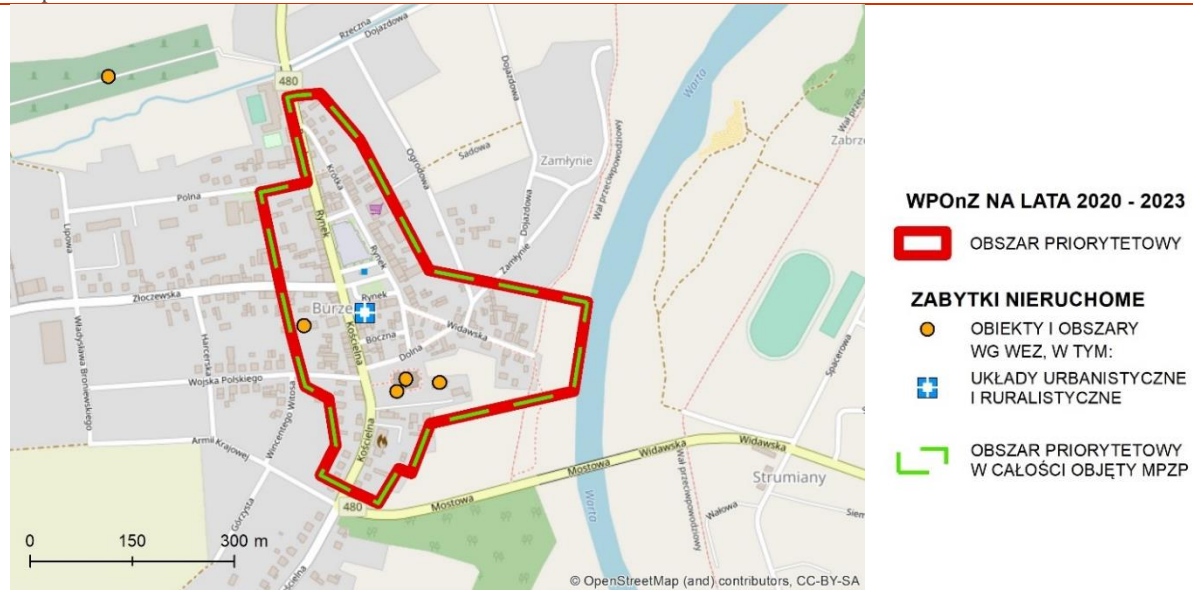 Rzeczna
Dojazdowa
480
Dojazdowa
Warta
Wał przeciwpowodziowy
Zabrze
Ogrodowa
Sadowa
Zamłynie
Wał przeciwpowodziowy
Krótka
Polna
Rynek
Lipowa
Rynek
Dojazdowa
Zamłynie
Złoczewska
Rynek
Burze
Widawska
Boczna
Dolna
Kościelna
Władysława Broniewskiego
Harcerska
Wojska Polskiego
Wincentego Witosa
Spacerowa
Armii Krajowej
Kościelna
Górzysta
480
Mostowa
Mostowa
Widawska
Widawska
Warta
Wał przeciwpowodziowy
Strumiany
Wałowa
Siem
0 150 300 m
© OpenStreetMap (and) contributors, CC-BY-SA
WPOnZ NA LATA 2020 - 2023
OBSZAR PRIORYTETOWY
ZABYTKI NIERUCHOME
OBIEKTY I OBSZARY
WG WEZ, W TYM:
UKŁADY URBANISTYCZNE
I RURALISTYCZNE
OBSZAR PRIORYTETOWY
W CAŁOŚCI OBJĘTY MPZP